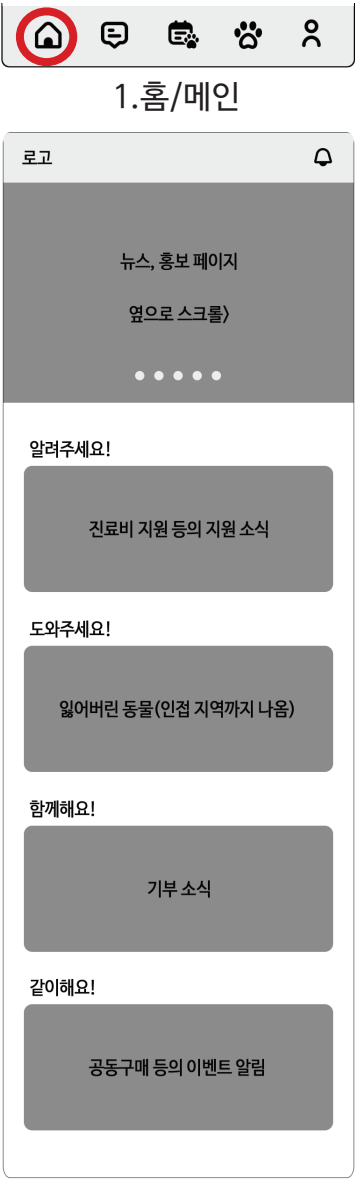 1.홈/메인
로고
뉴스, 홍보 페이지
옆으로 스크롤〉
알려주세요!
진료비 지원 등의 지원 소식
도와주세요!
잃어버린 동물(인접 지역까지 나옴)
함께해요!
기부 소식
같이해요!
공동구매 등의 이벤트 알림